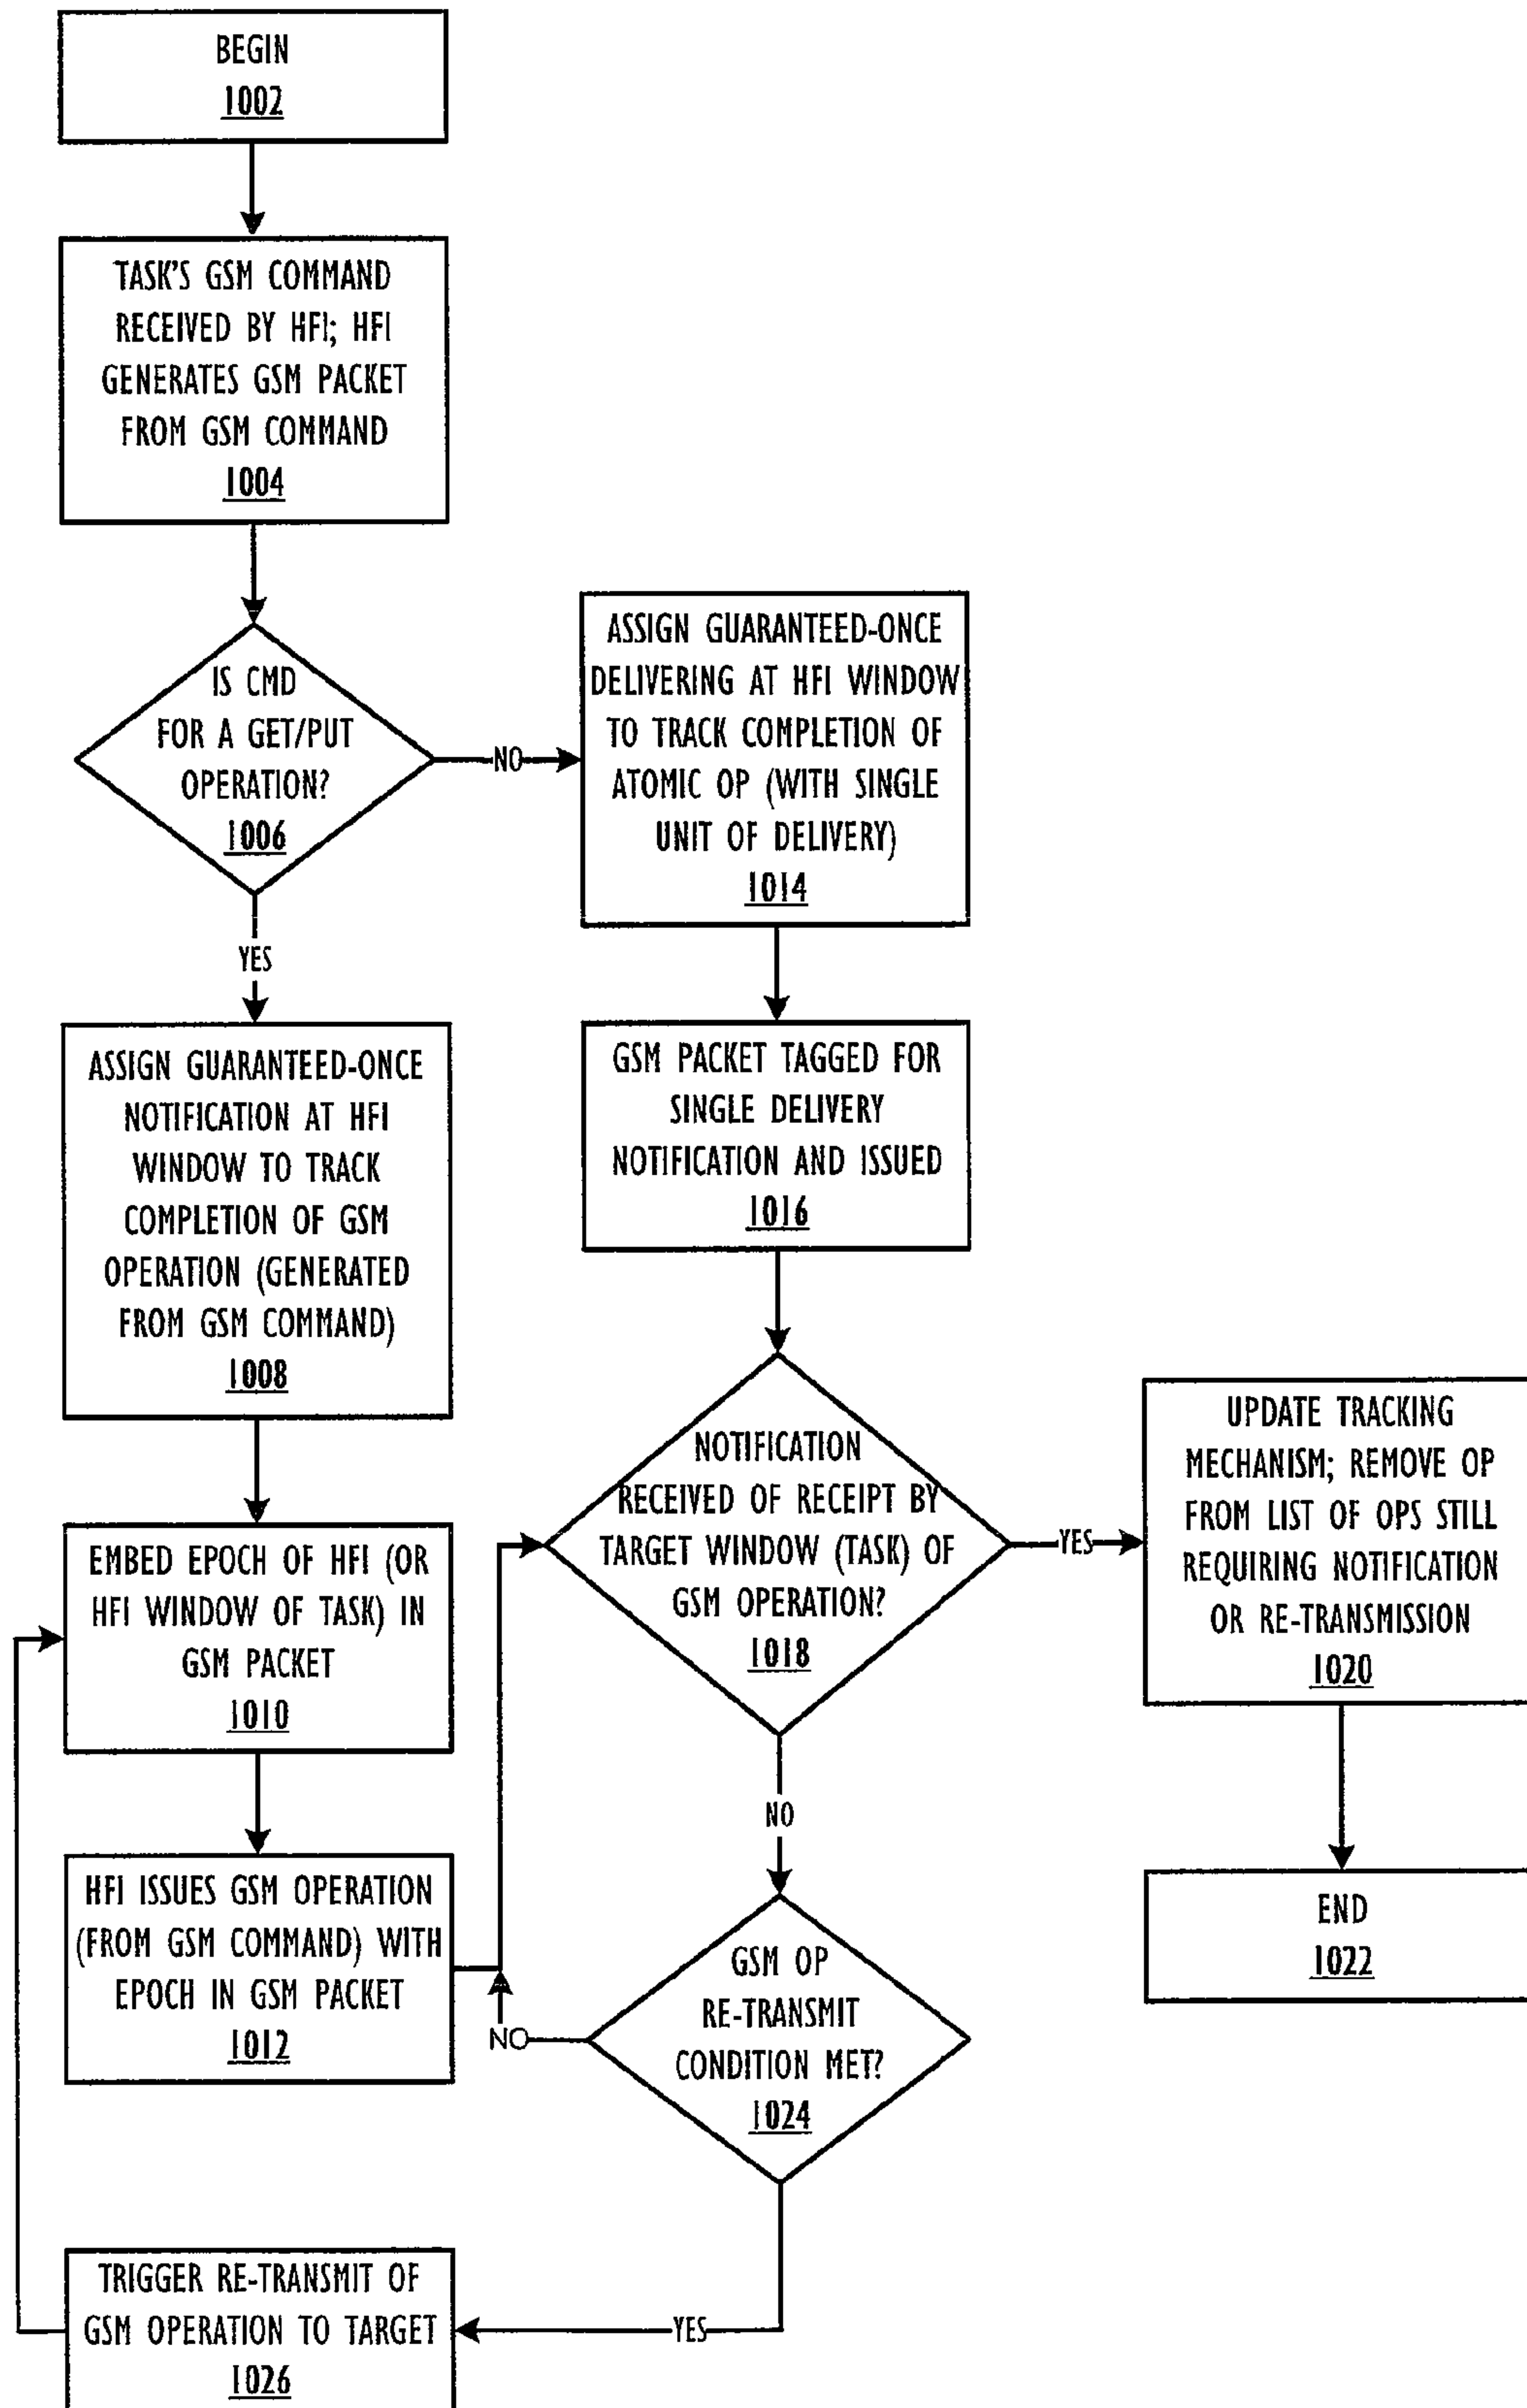 BEGIN
1002
TASK'S GSM COMMAND
RECEIVED BY HFI; HFI
GENERATES GSM PACKET
FROM GSM COMMAND
1004
IS CMD
FOR A GET/PUT
OPERATION?
1006
NO
YES
ASSIGN GUARANTEED-ONCE
DELIVERING AT HFI WINDOW
TO TRACK COMPLETION OF
ATOMIC OP (WITH SINGLE
UNIT OF DELIVERY)
1014
ASSIGN GUARANTEED-ONCE
NOTIFICATION AT HFI
WINDOW TO TRACK
COMPLETION OF GSM
OPERATION (GENERATED
FROM GSM COMMAND)
1008
GSM PACKET TAGGED FOR
SINGLE DELIVERY
NOTIFICATION AND ISSUED
1016
EMBED EPOCH OF HFI (OR
HFI WINDOW OF TASK) IN
GSM PACKET
1010
HFI ISSUES GSM OPERATION
(FROM GSM COMMAND) WITH
EPOCH IN GSM PACKET
1012
NOTIFICATION
RECEIVED OF RECEIPT BY
TARGET WINDOW (TASK) OF
GSM OPERATION?
1018
YES
NO
UPDATE TRACKING
MECHANISM; REMOVE OP
FROM LIST OF OPS STILL
REQUIRING NOTIFICATION
OR RE-TRANSMISSION
1020
END
1022
GSM OP
RE-TRANSMIT
CONDITION MET?
1024
NO
YES
TRIGGER RE-TRANSMIT OF
GSM OPERATION TO TARGET
1026